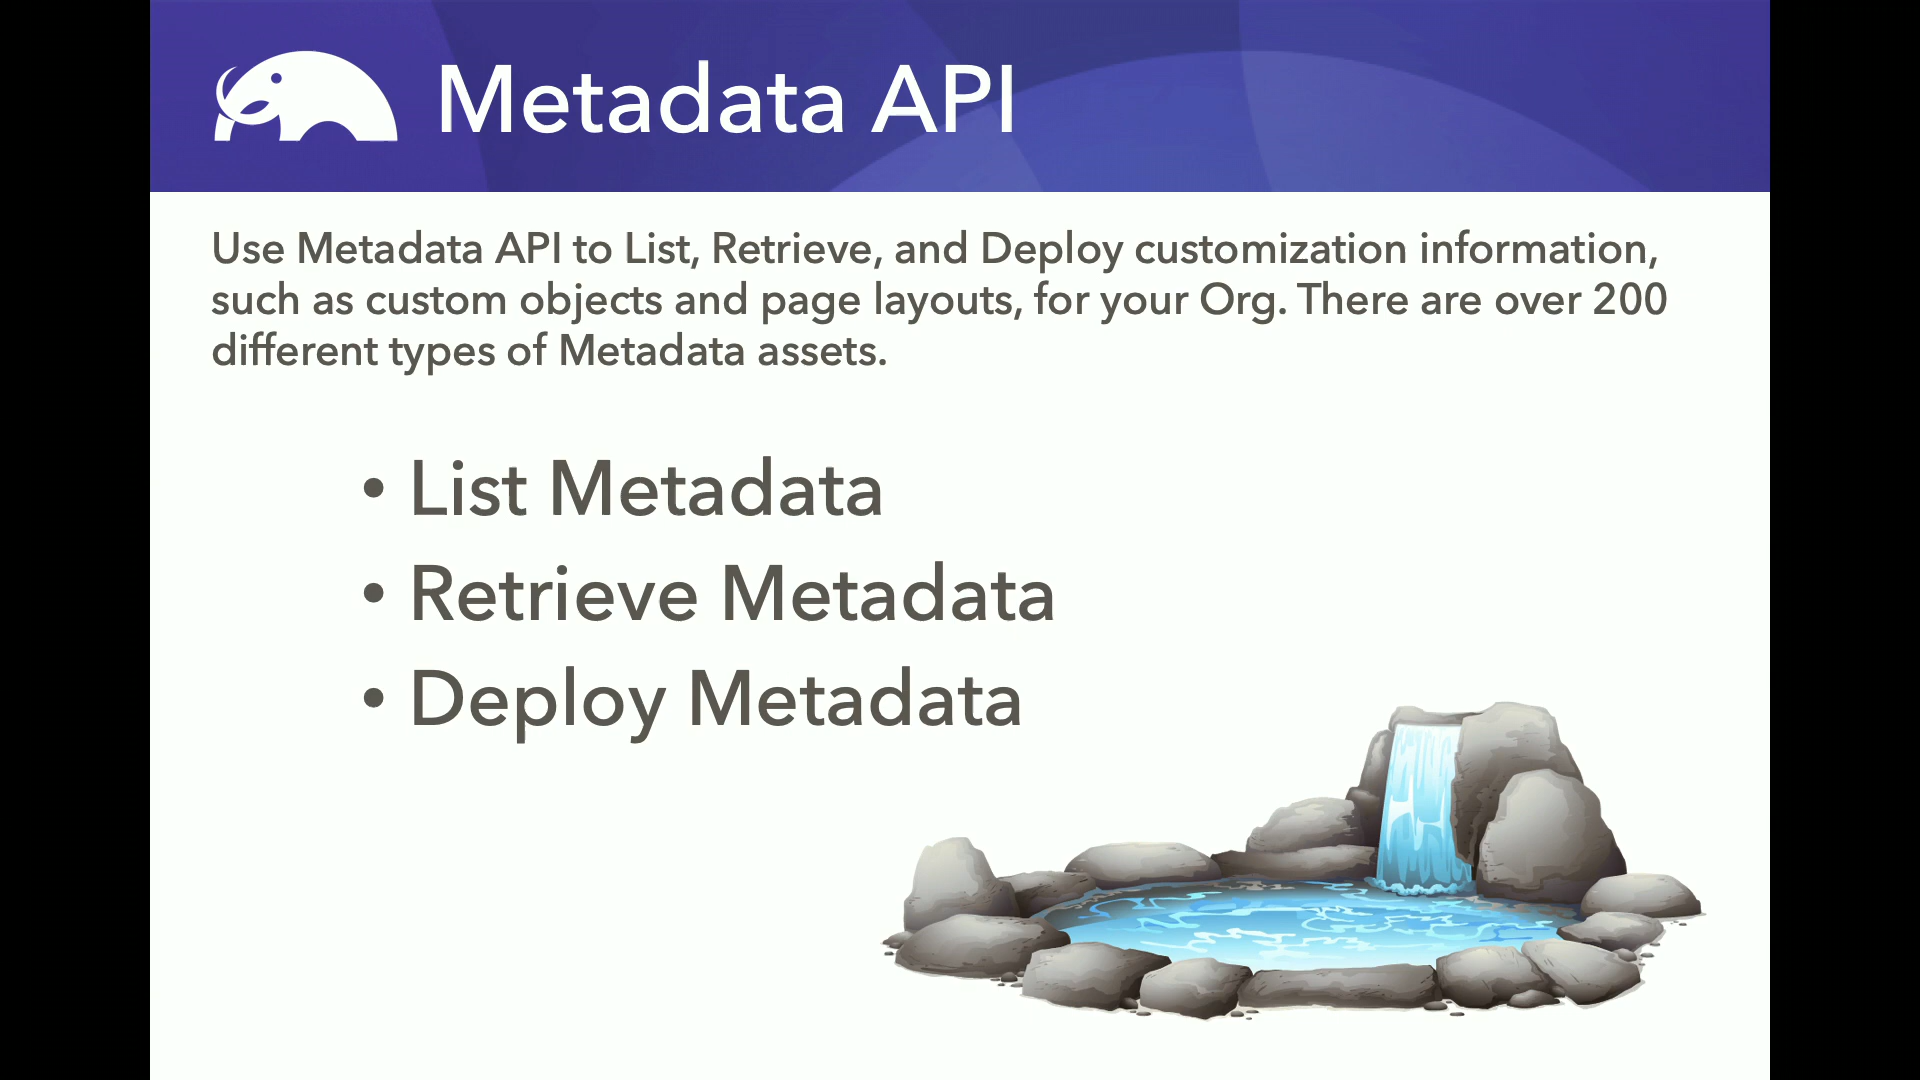 Metadata API
Use Metadata API to List, Retrieve, and Deploy customization information,
such as custom objects and page layouts, for your Org. There are over 200
different types of Metadata assets.
• List Metadata
• Retrieve Metadata
• Deploy Metadata